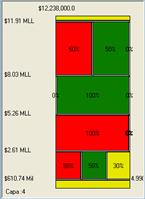 $12,238,000.0
$11.91 MLL
50% 50% 0%
$8.03 MLL
0% 100% 0%
$5.26 MLL
100% 0%
$2.61 MLL
50% 30%
$610.74 Mil 4.99
Capa :4